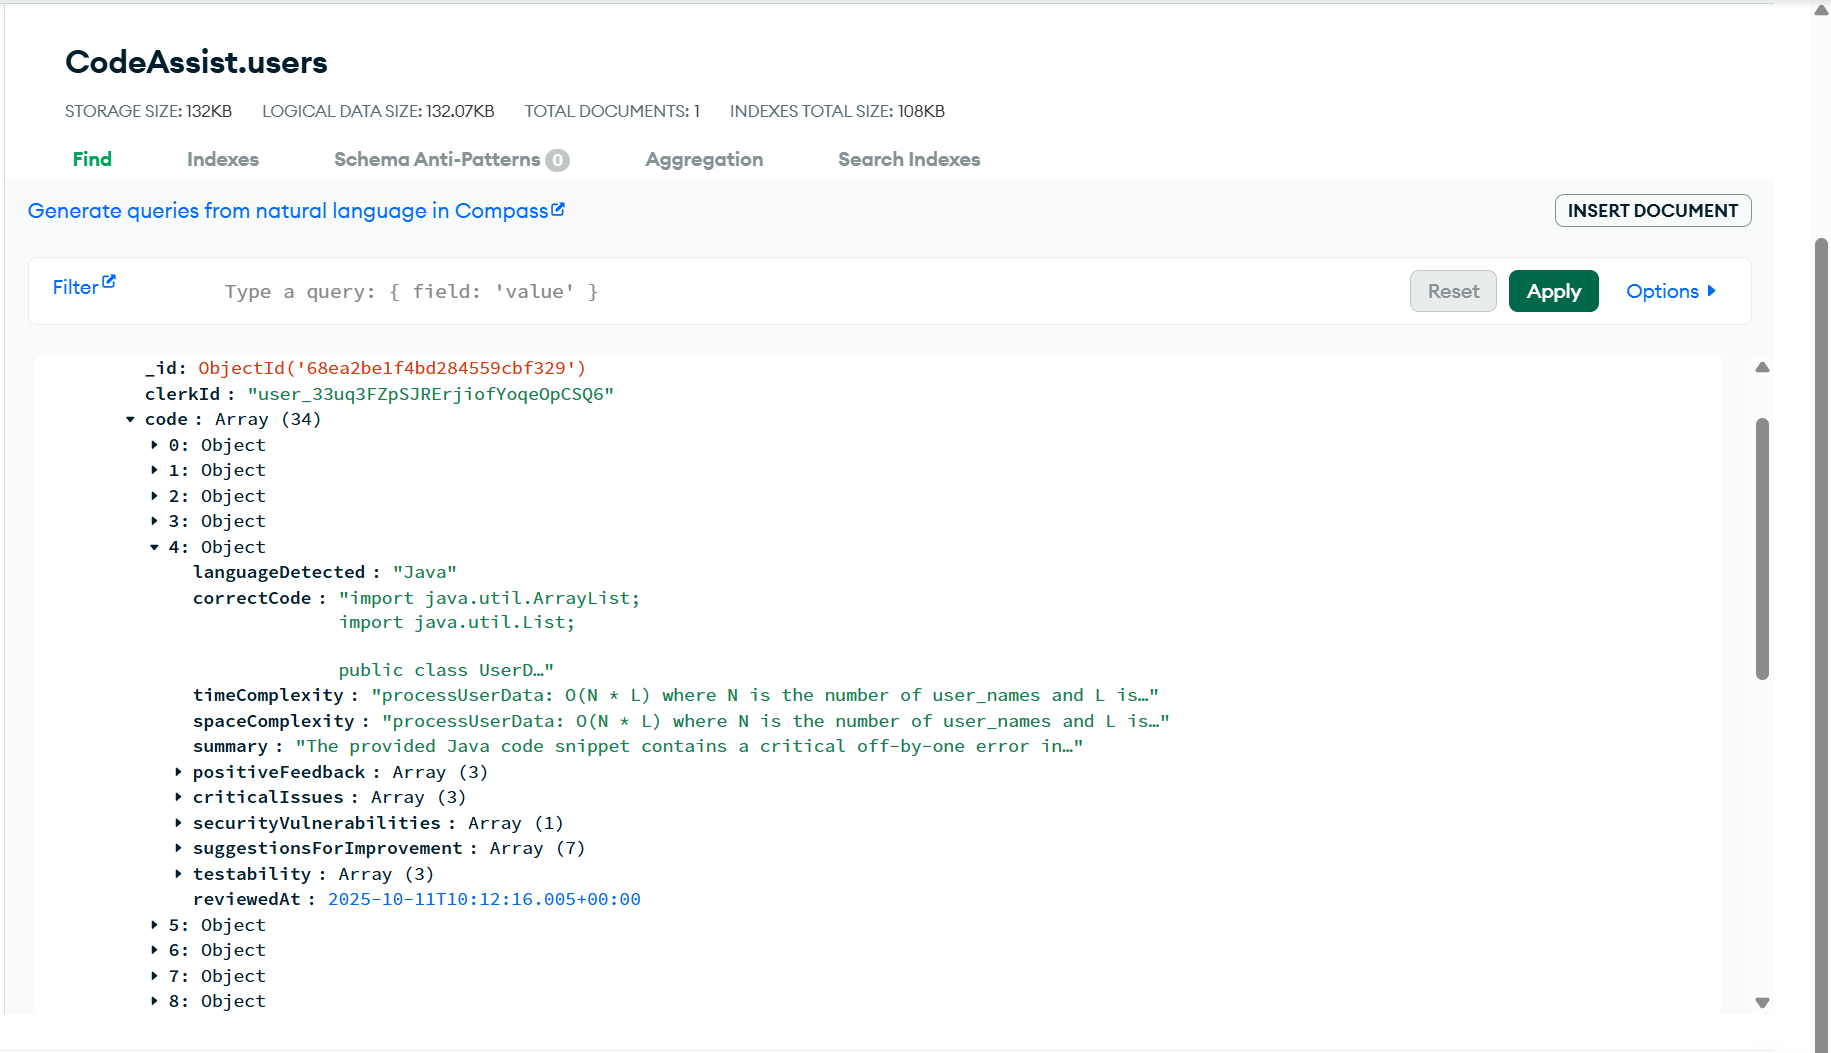 CodeAssist.users
STORAGE SIZE: 132KB LOGICAL DATA SIZE: 132.07KB TOTAL DOCUMENTS: 1 INDEXES TOTAL SIZE: 108KB
Find Indexes Schema Anti-Patterns 0 Aggregation Search Indexes
Generate queries from natural language in Compass INSERT DOCUMENT
Filter Type a query: { field: 'value' } Reset Apply Options
_id: ObjectId('68ea2be1f4bd284559cbf329')
clerkId : "user_33uq3FZpSJRErjiofYoqeOpCSQ6"
code : Array (34)
0: Object
1: Object
2: Object
3: Object
4: Object
languageDetected : "Java"
correctCode : "import java.util.ArrayList;
import java.util.List;
public class UserD…"
timeComplexity : "processUserData: O(N * L) where N is the number of user_names and L is…"
spaceComplexity : "processUserData: O(N * L) where N is the number of user_names and L is…"
summary : "The provided Java code snippet contains a critical off-by-one error in…"
positiveFeedback : Array (3)
criticalIssues : Array (3)
securityVulnerabilities : Array (1)
suggestionsForImprovement : Array (7)
testability : Array (3)
reviewedAt : 2025-10-11T10:12:16.005+00:00
5: Object
6: Object
7: Object
8: Object